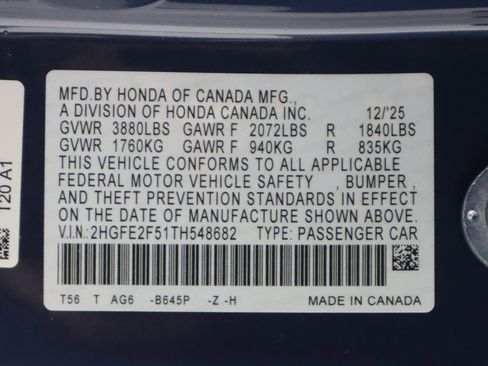 MFD.BY HONDA OF CANADA MFG.,
A DIVISION OF HONDA CANADA INC. 12/'25
GVWR 3880LBS GAWR F 2072LBS R 1840LBS
GVWR 1760KG GAWR F 940KG R 835KG
THIS VEHICLE CONFORMS TO ALL APPLICABLE
FEDERAL MOTOR VEHICLE SAFETY , BUMPER ,
AND THEFT PREVENTION STANDARDS IN EFFECT
ON THE DATE OF MANUFACTURE SHOWN ABOVE.
V.I.N.:2HGFE2F51TH548682 TYPE: PASSENGER CAR
T56 T AG6 -B645P -Z -H MADE IN CANADA
120 A1